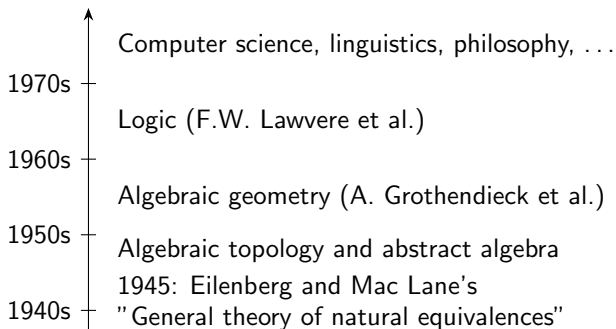 Computer science, linguistics, philosophy, ...
1970s
Logic (F.W. Lawvere et al.)
1960s
Algebraic geometry (A. Grothendieck et al.)
1950s
Algebraic topology and abstract algebra
1945: Eilenberg and Mac Lane's
1940s
"General theory of natural equivalences"